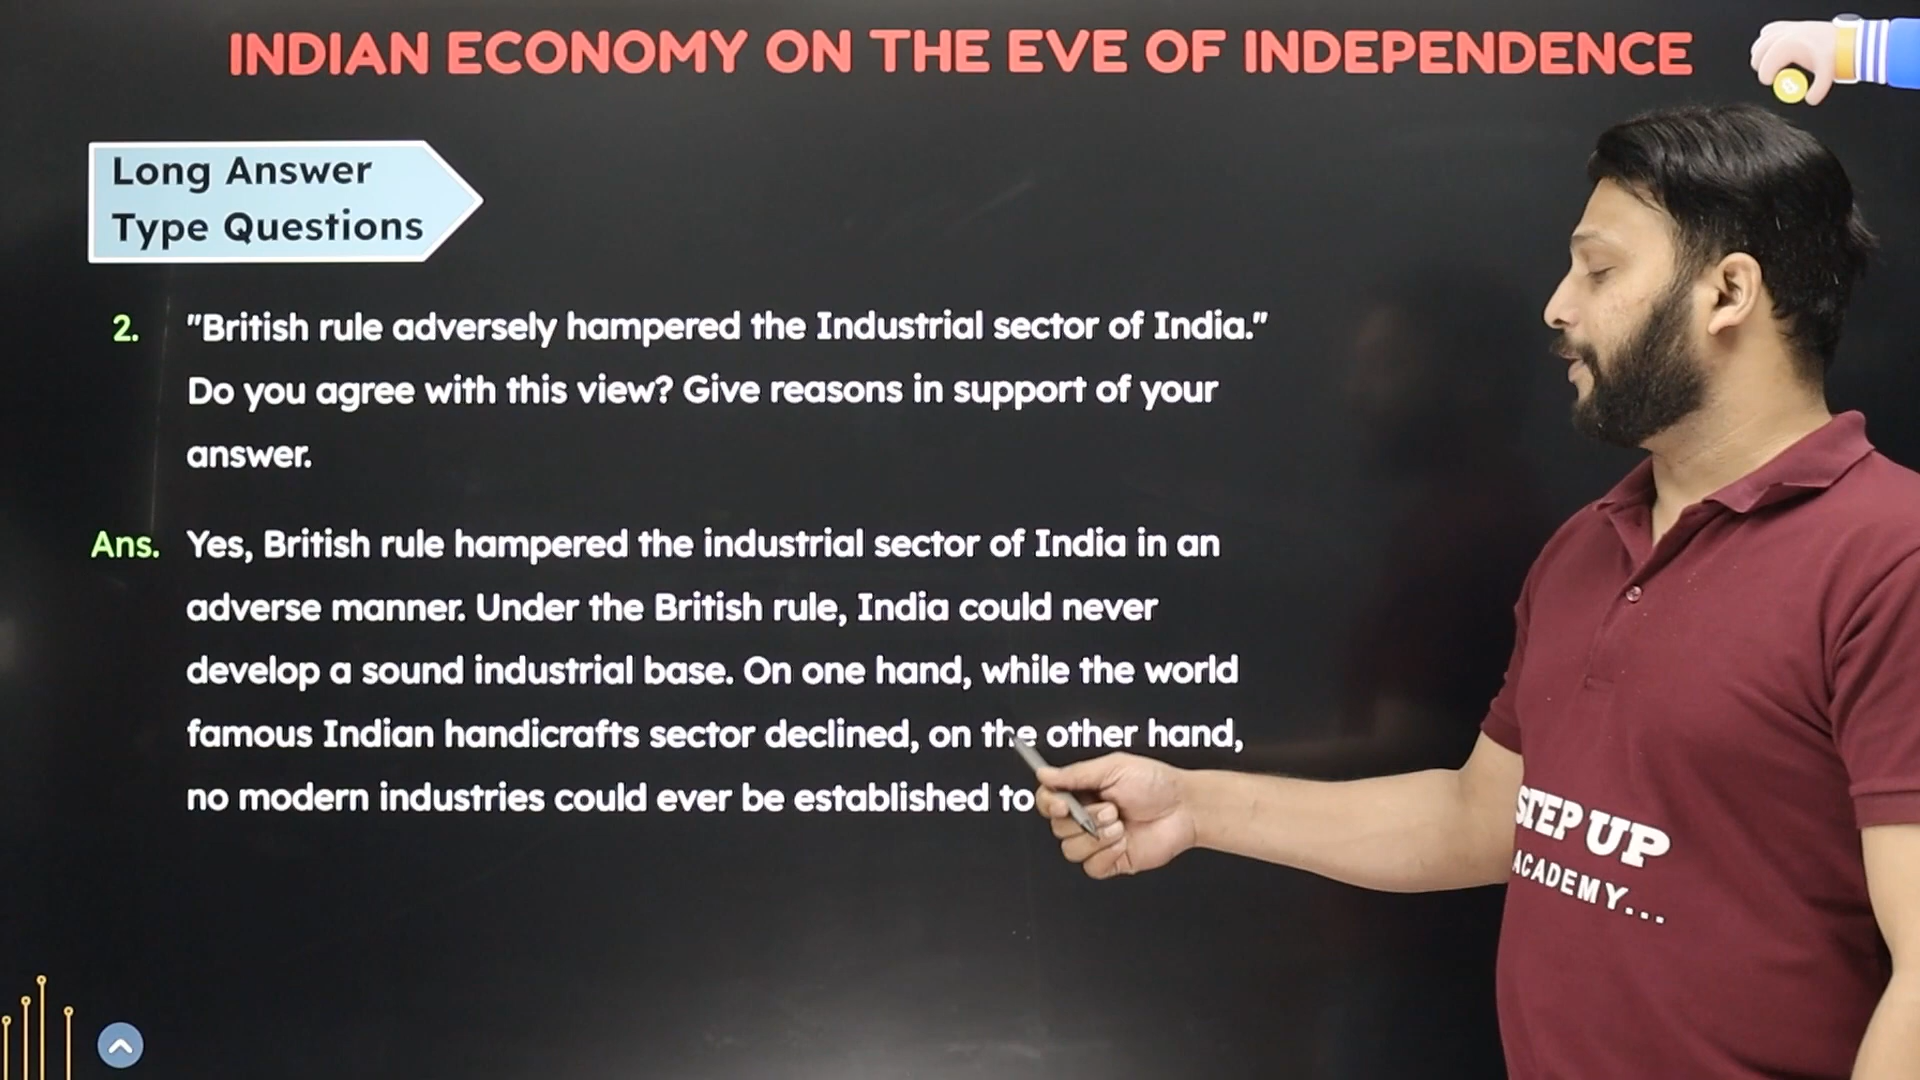 INDIAN ECONOMY ON THE EVE OF INDEPENDENCE
Long Answer
Type Questions
2. "British rule adversely hampered the Industrial sector of India."
Do you agree with this view? Give reasons in support of your
answer.
Ans. Yes, British rule hampered the industrial sector of India in an
adverse manner. Under the British rule, India could never
develop a sound industrial base. On one hand, while the world
famous Indian handicrafts sector declined, on the other hand,
no modern industries could ever be established to
STEP UP
ACADEMY...